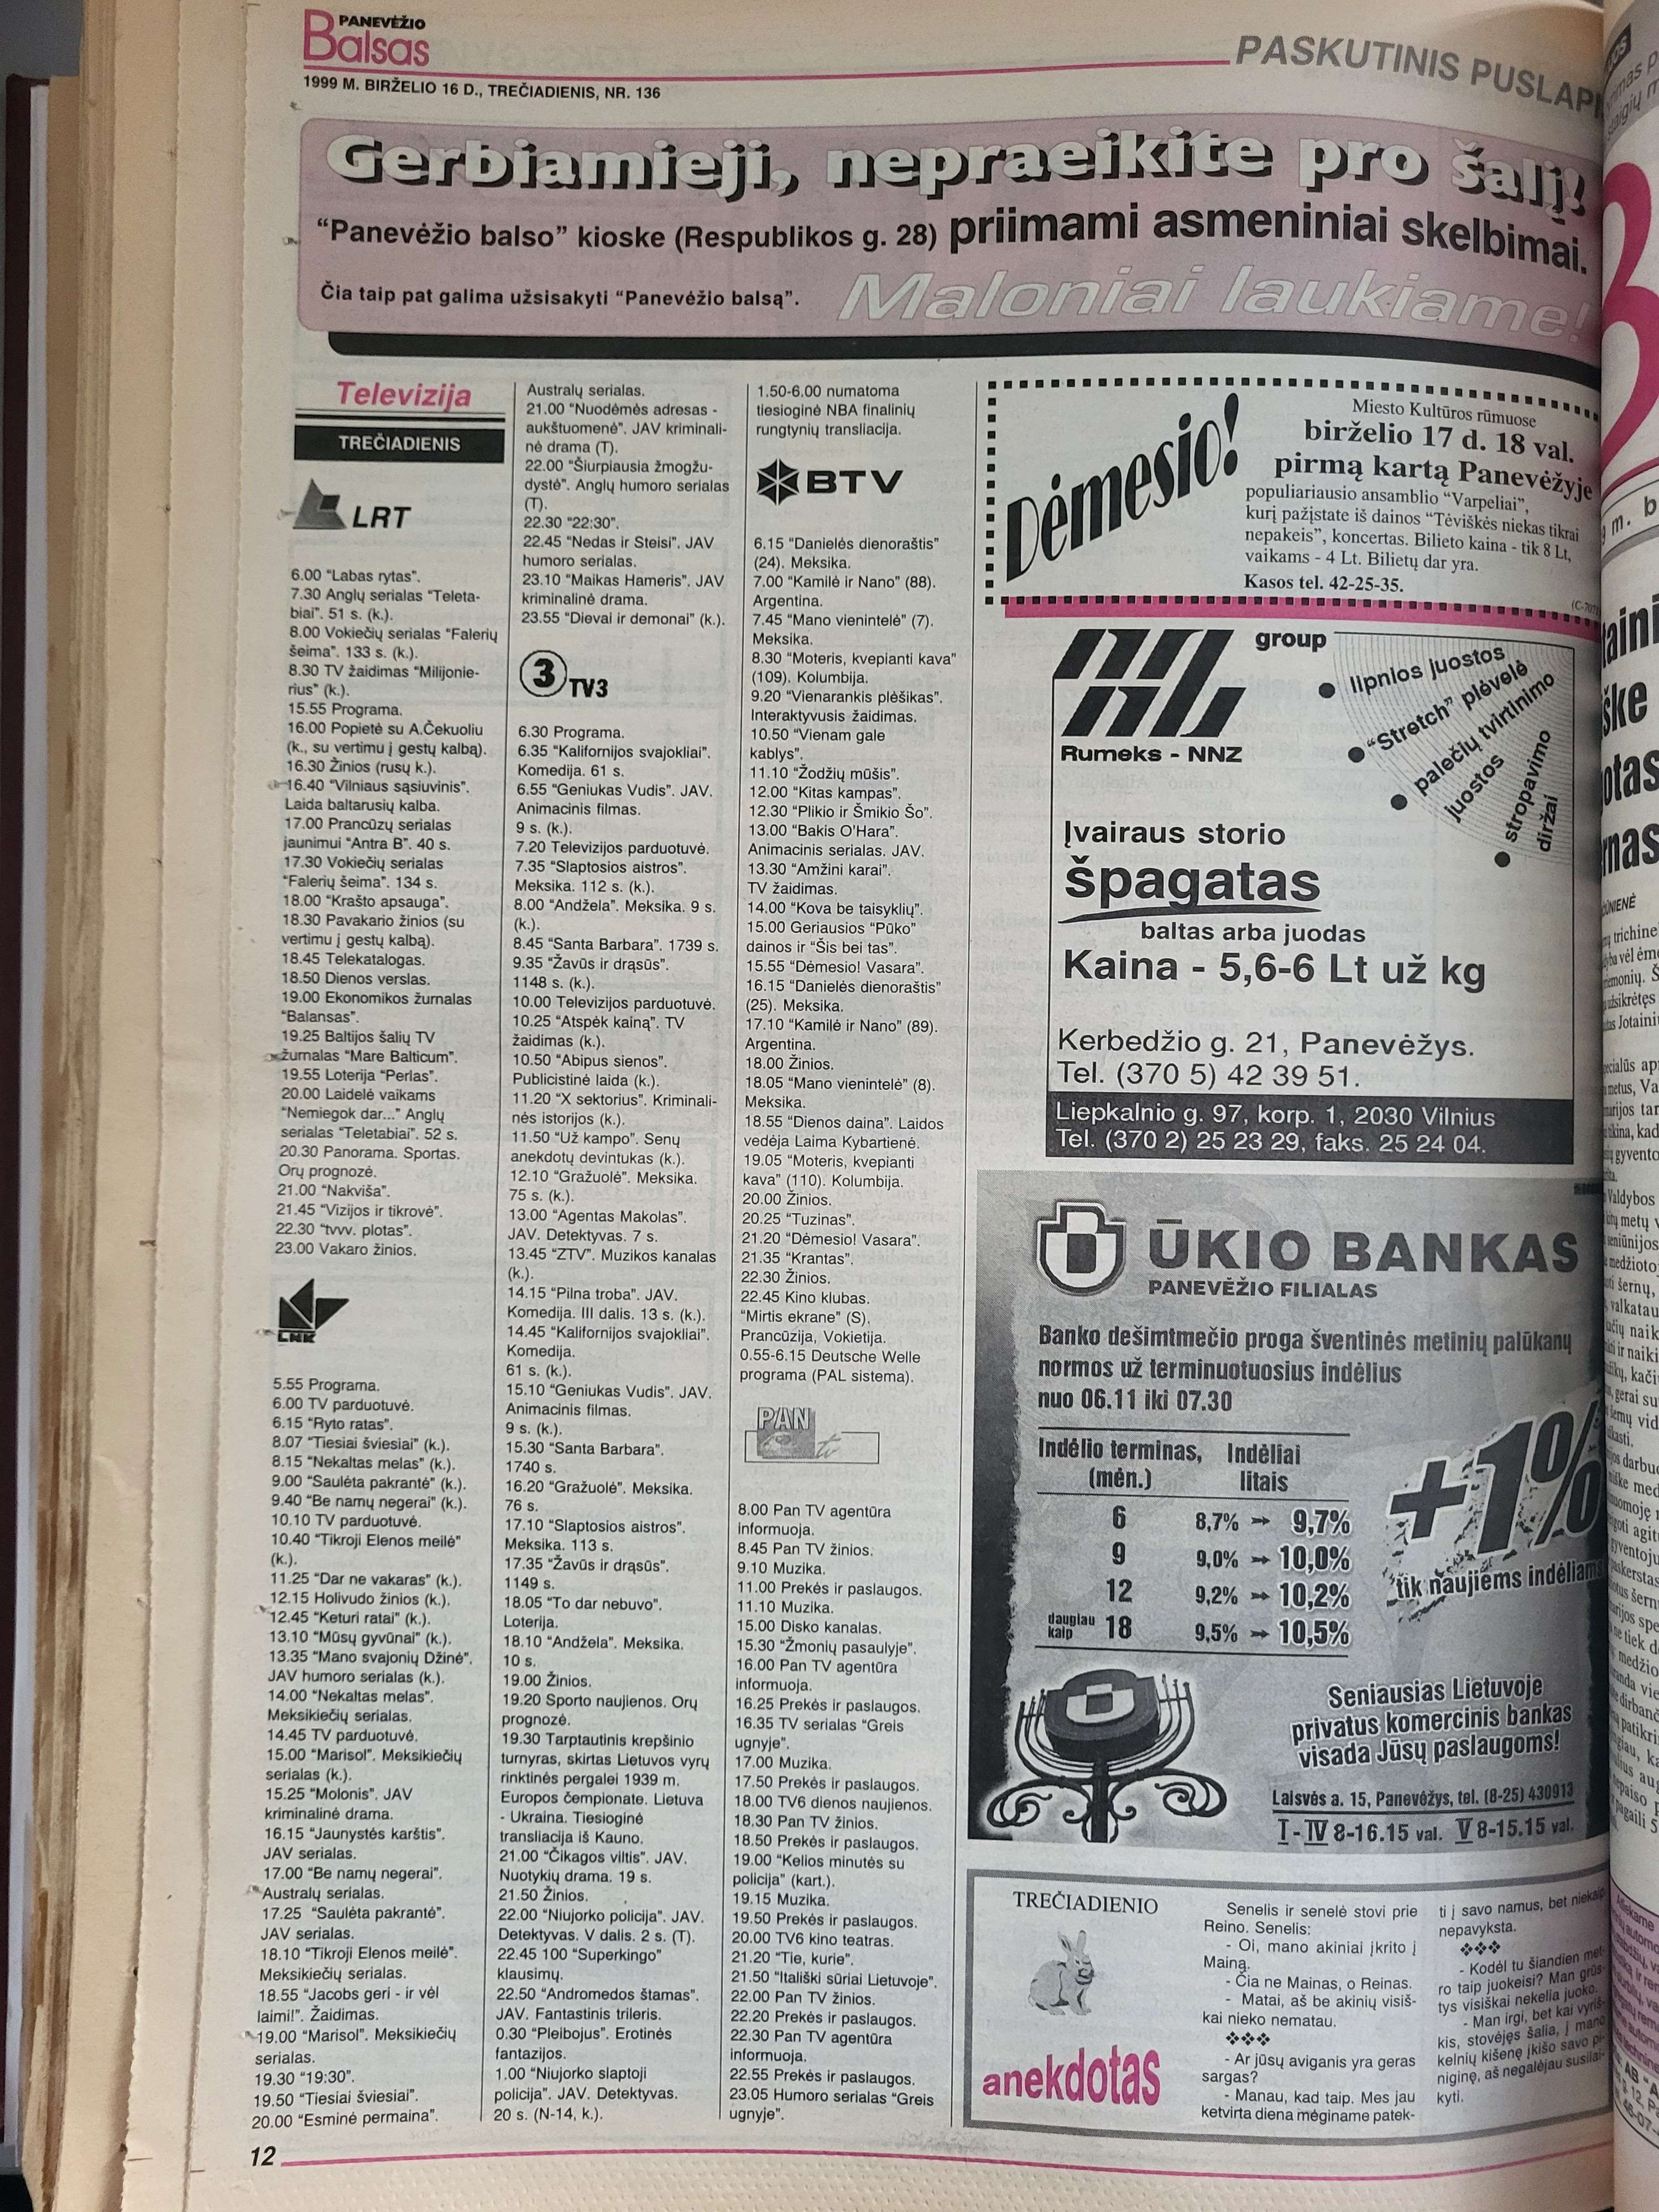 PANEVĖŽIO
Balsas
1999 M. BIRŽELIO 16 D., TREČIADIENIS, NR. 136
PASKUTINIS
Gerbiamieji, nepraeikite pro šalį!
“Panevėžio balso” kioske (Respublikos g. 28) priimami asmeniniai skelbimai.
Čia taip pat galima užsisakyti “Panevėžio balsą”.
Maloniai laukiame!
Televizija
TREČIADIENIS
LRT
6.00 “Labas rytas”.
7.30 Anglų serialas “Teleta-
biai”. 51 s. (k.).
8.00 Vokiečių serialas “Falerių
šeima”. 133 s. (k.).
8.30 TV žaidimas “Milijonie-
rius” (k.).
15.55 Programa.
16.00 Popietė su A.Čekuoliu
(k., su vertimu į gestų kalbą).
16.30 Žinios (rusų k.).
16.40 “Vilniaus sąsiuvinis”.
Laida baltarusių kalba.
17.00 Prancūzų serialas
jaunimui “Antra B”. 40 s.
17.30 Vokiečių serialas
“Falerių šeima”. 134 s.
18.00 “Krašto apsauga”.
18.30 Pavakario žinios (su
vertimu į gestų kalbą).
18.45 Telekatalogas.
18.50 Dienos verslas.
19.00 Ekonomikos žurnalas
“Balansas”.
19.25 Baltijos šalių TV
žurnalas “Mare Balticum”.
19.55 Loterija “Perlas”.
20.00 Laidelė vaikams
“Nemiegok dar...” Anglų
serialas “Teletabiai”. 52 s.
20.30 Panorama. Sportas.
Orų prognozė.
21.00 “Nakviša”.
21.45 “Vizijos ir tikrovė”.
22.30 “tvvv. plotas”.
23.00 Vakaro žinios.
LNK
5.55 Programa.
6.00 TV parduotuvė.
6.15 “Ryto ratas”.
8.07 “Tiesiai šviesiai” (k.).
8.15 “Nekaltas melas” (k.).
9.00 “Saulėta pakrantė” (k.).
9.40 “Be namų negerai” (k.).
10.10 TV parduotuvė.
10.40 “Tikroji Elenos meilė”
(k.).
11.25 “Dar ne vakaras” (k.).
12.15 Holivudo žinios (k.).
12.45 “Keturi ratai” (k.).
13.10 “Mūsų gyvūnai” (k.).
13.35 “Mano svajonių Džinė”.
JAV humoro serialas (k.).
14.00 “Nekaltas melas”.
Meksikiečių serialas.
14.45 TV parduotuvė.
15.00 “Marisol”. Meksikiečių
serialas (k.).
15.25 “Molonis”. JAV
kriminalinė drama.
16.15 “Jaunystės karštis”.
JAV serialas.
17.00 “Be namų negerai”.
Australų serialas.
17.25 “Saulėta pakrantė”.
JAV serialas.
18.10 “Tikroji Elenos meilė”.
Meksikiečių serialas.
18.55 “Jacobs geri - ir vėl
laimi!”. Žaidimas.
19.00 “Marisol”. Meksikiečių
serialas.
19.30 “19:30”.
19.50 “Tiesiai šviesiai”.
20.00 “Esminė permaina”.
Australų serialas.
21.00 “Nuodėmės adresas -
aukštuomenė”. JAV kriminali-
nė drama (T).
22.00 “Šiurpiausia žmogžu-
dystė”. Anglų humoro serialas
(T).
22.30 “22:30”.
22.45 “Nedas ir Steisi”. JAV
humoro serialas.
23.10 “Maikas Hameris”. JAV
kriminalinė drama.
23.55 “Dievai ir demonai” (k.).
3 TV3
6.30 Programa.
6.35 “Kalifornijos svajokliai”.
Komedija. 61 s.
6.55 “Geniukas Vudis”. JAV.
Animacinis filmas.
9 s. (k.).
7.20 Televizijos parduotuvė.
7.35 “Slaptosios aistros”.
Meksika. 112 s. (k.).
8.00 “Andžela”. Meksika. 9 s.
(k.).
8.45 “Santa Barbara”. 1739 s.
9.35 “Žavūs ir drąsūs”.
1148 s. (k.).
10.00 Televizijos parduotuvė.
10.25 “Atspėk kainą”. TV
žaidimas (k.).
10.50 “Abipus sienos”.
Publicistinė laida (k.).
11.20 “X sektorius”. Kriminali-
nės istorijos (k.).
11.50 “Už kampo”. Senų
anekdotų devintukas (k.).
12.10 “Gražuolė”. Meksika.
75 s. (k.).
13.00 “Agentas Makolas”.
JAV. Detektyvas. 7 s.
13.45 “ZTV”. Muzikos kanalas
(k.).
14.15 “Pilna troba”. JAV.
Komedija. III dalis. 13 s. (k.).
14.45 “Kalifornijos svajokliai”.
Komedija.
61 s. (k.).
15.10 “Geniukas Vudis”. JAV.
Animacinis filmas.
9 s. (k.).
15.30 “Santa Barbara”.
1740 s.
16.20 “Gražuolė”. Meksika.
76 s.
17.10 “Slaptosios aistros”.
Meksika. 113 s.
17.35 “Žavūs ir drąsūs”.
1149 s.
18.05 “To dar nebuvo”.
Loterija.
18.10 “Andžela”. Meksika.
10 s.
19.00 Žinios.
19.20 Sporto naujienos. Orų
prognozė.
19.30 Tarptautinis krepšinio
turnyras, skirtas Lietuvos vyrų
rinktinės pergalei 1939 m.
Europos čempionate. Lietuva
- Ukraina. Tiesioginė
transliacija iš Kauno.
21.00 “Čikagos viltis”. JAV.
Nuotykių drama. 19 s.
21.50 Žinios.
22.00 “Niujorko policija”. JAV.
Detektyvas. V dalis. 2 s. (T).
22.45 100 “Superkingo”
klausimų.
22.50 “Andromedos štamas”.
JAV. Fantastinis trileris.
0.30 “Pleibojus”. Erotinės
fantazijos.
1.00 “Niujorko slaptoji
policija”. JAV. Detektyvas.
20 s. (N-14, k.).
1.50-6.00 numatoma
tiesioginė NBA finalinių
rungtynių transliacija.
BTV
6.15 “Danielės dienoraštis”
(24). Meksika.
7.00 “Kamilė ir Nano” (88).
Argentina.
7.45 “Mano vienintelė” (7).
Meksika.
8.30 “Moteris, kvepianti kava”
(109). Kolumbija.
9.20 “Vienarankis plėšikas”.
Interaktyvusis žaidimas.
10.50 “Vienam gale
kablys”.
11.10 “Žodžių mūšis”.
12.00 “Kitas kampas”.
12.30 “Plikio ir Šmikio Šo”.
13.00 “Bakis O’Hara”.
Animacinis serialas. JAV.
13.30 “Amžini karai”.
TV žaidimas.
14.00 “Kova be taisyklių”.
15.00 Geriausios “Pūko”
dainos ir “Šis bei tas”.
15.55 “Dėmesio! Vasara”.
16.15 “Danielės dienoraštis”
(25). Meksika.
17.10 “Kamilė ir Nano” (89).
Argentina.
18.00 Žinios.
18.05 “Mano vienintelė” (8).
Meksika.
18.55 “Dienos daina”. Laidos
vedėja Laima Kybartienė.
19.05 “Moteris, kvepianti
kava” (110). Kolumbija.
20.00 Žinios.
20.25 “Tuzinas”.
21.20 “Dėmesio! Vasara”.
21.35 “Krantas”.
22.30 Žinios.
22.45 Kino klubas.
“Mirtis ekrane” (S).
Prancūzija, Vokietija.
0.55-6.15 Deutsche Welle
programa (PAL sistema).
PAN tv
8.00 Pan TV agentūra
informuoja.
8.45 Pan TV žinios.
9.10 Muzika.
11.00 Prekės ir paslaugos.
11.10 Muzika.
15.00 Disko kanalas.
15.30 “Žmonių pasaulyje”.
16.00 Pan TV agentūra
informuoja.
16.25 Prekės ir paslaugos.
16.35 TV serialas “Greis
ugnyje”.
17.00 Muzika.
17.50 Prekės ir paslaugos.
18.00 TV6 dienos naujienos.
18.30 Pan TV žinios.
18.50 Prekės ir paslaugos.
19.00 “Kelios minutės su
policija” (kart.).
19.15 Muzika.
19.50 Prekės ir paslaugos.
20.00 TV6 kino teatras.
21.20 “Tie, kurie”.
21.50 “Itališki sūriai Lietuvoje”.
22.00 Pan TV žinios.
22.20 Prekės ir paslaugos.
22.30 Pan TV agentūra
informuoja.
22.55 Prekės ir paslaugos.
23.05 Humoro serialas “Greis
ugnyje”.
Dėmesio!
Miesto Kultūros rūmuose
birželio 17 d. 18 val.
pirmą kartą Panevėžyje
populiariausio ansamblio “Varpeliai”,
kurį pažįstate iš dainos “Tėviškės niekas tikrai
nepakeis”, koncertas. Bilieto kaina - tik 8 Lt,
vaikams - 4 Lt. Bilietų dar yra.
Kasos tel. 42-25-35.
group
Rumeks - NNZ
lipnios juostos
“Stretch” plėvelė
palečių tvirtinimo
juostos
stropavimo
diržai
Įvairaus storio
špagatas
baltas arba juodas
Kaina - 5,6-6 Lt už kg
Kerbedžio g. 21, Panevėžys.
Tel. (370 5) 42 39 51.
Liepkalnio g. 97, korp. 1, 2030 Vilnius
Tel. (370 2) 25 23 29, faks. 25 24 04.
ŪKIO BANKAS
PANEVĖŽIO FILIALAS
Banko dešimtmečio proga šventinės metinių palūkanų
normos už terminuotuosius indėlius
nuo 06.11 iki 07.30
Indėlio terminas, Indėliai
(mėn.) litais
6 8,7% → 9,7%
9 9,0% → 10,0%
12 9,2% → 10,2%
daugiau
kaip 18 9,5% → 10,5%
+1%
tik naujiems indėliams
Seniausias Lietuvoje
privatus komercinis bankas
visada Jūsų paslaugoms!
Laisvės a. 15, Panevėžys, tel. (8-25) 430913
I - IV 8-16.15 val. V 8-15.15 val.
TREČIADIENIO
anekdotas
Senelis ir senelė stovi prie
Reino. Senelis:
- Oi, mano akiniai įkrito į
Mainą.
- Čia ne Mainas, o Reinas.
- Matai, aš be akinių visiš-
kai nieko nematau.
❖❖❖
- Ar jūsų aviganis yra geras
sargas?
- Manau, kad taip. Mes jau
ketvirta diena mėginame patek-
ti į savo namus, bet niekaip
nepavyksta.
❖❖❖
- Kodėl tu šiandien met-
ro taip juokeisi? Man grūs-
tys visiškai nekelia juoko.
- Man irgi, bet kai vyriš-
kis, stovėjęs šalia, į mano
kelnių kišenę įkišo savo pi-
niginę, aš negalėjau susilai-
kyti.
12